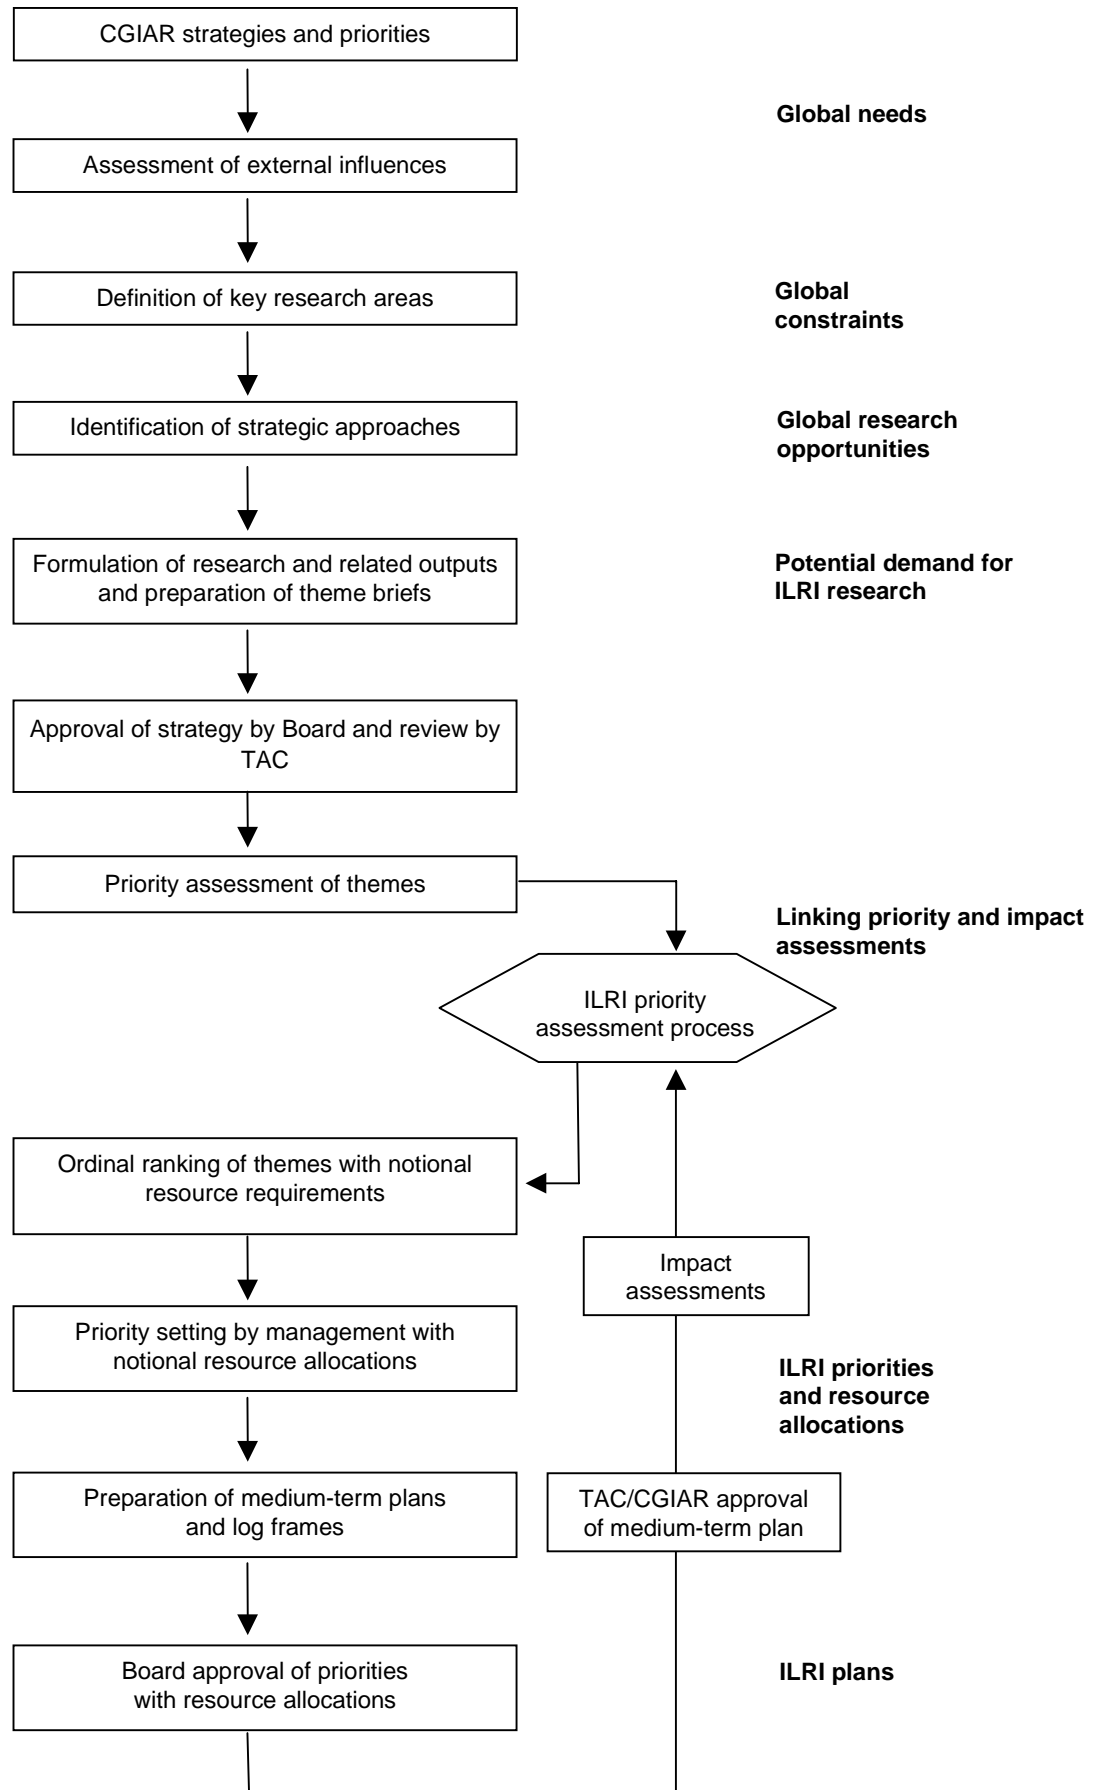 CGIAR strategies and priorities
Global needs
Assessment of external influences
Definition of key research areas
Global
constraints
Identification of strategic approaches
Global research
opportunities
Formulation of research and related outputs
and preparation of theme briefs
Potential demand for
ILRI research
Approval of strategy by Board and review by
TAC
Priority assessment of themes
Linking priority and impact
assessments
ILRI priority
assessment process
Ordinal ranking of themes with notional
resource requirements
Impact
assessments
Priority setting by management with
notional resource allocations
ILRI priorities
and resource
allocations
Preparation of medium-term plans
and log frames
TAC/CGIAR approval
of medium-term plan
Board approval of priorities
with resource allocations
ILRI plans